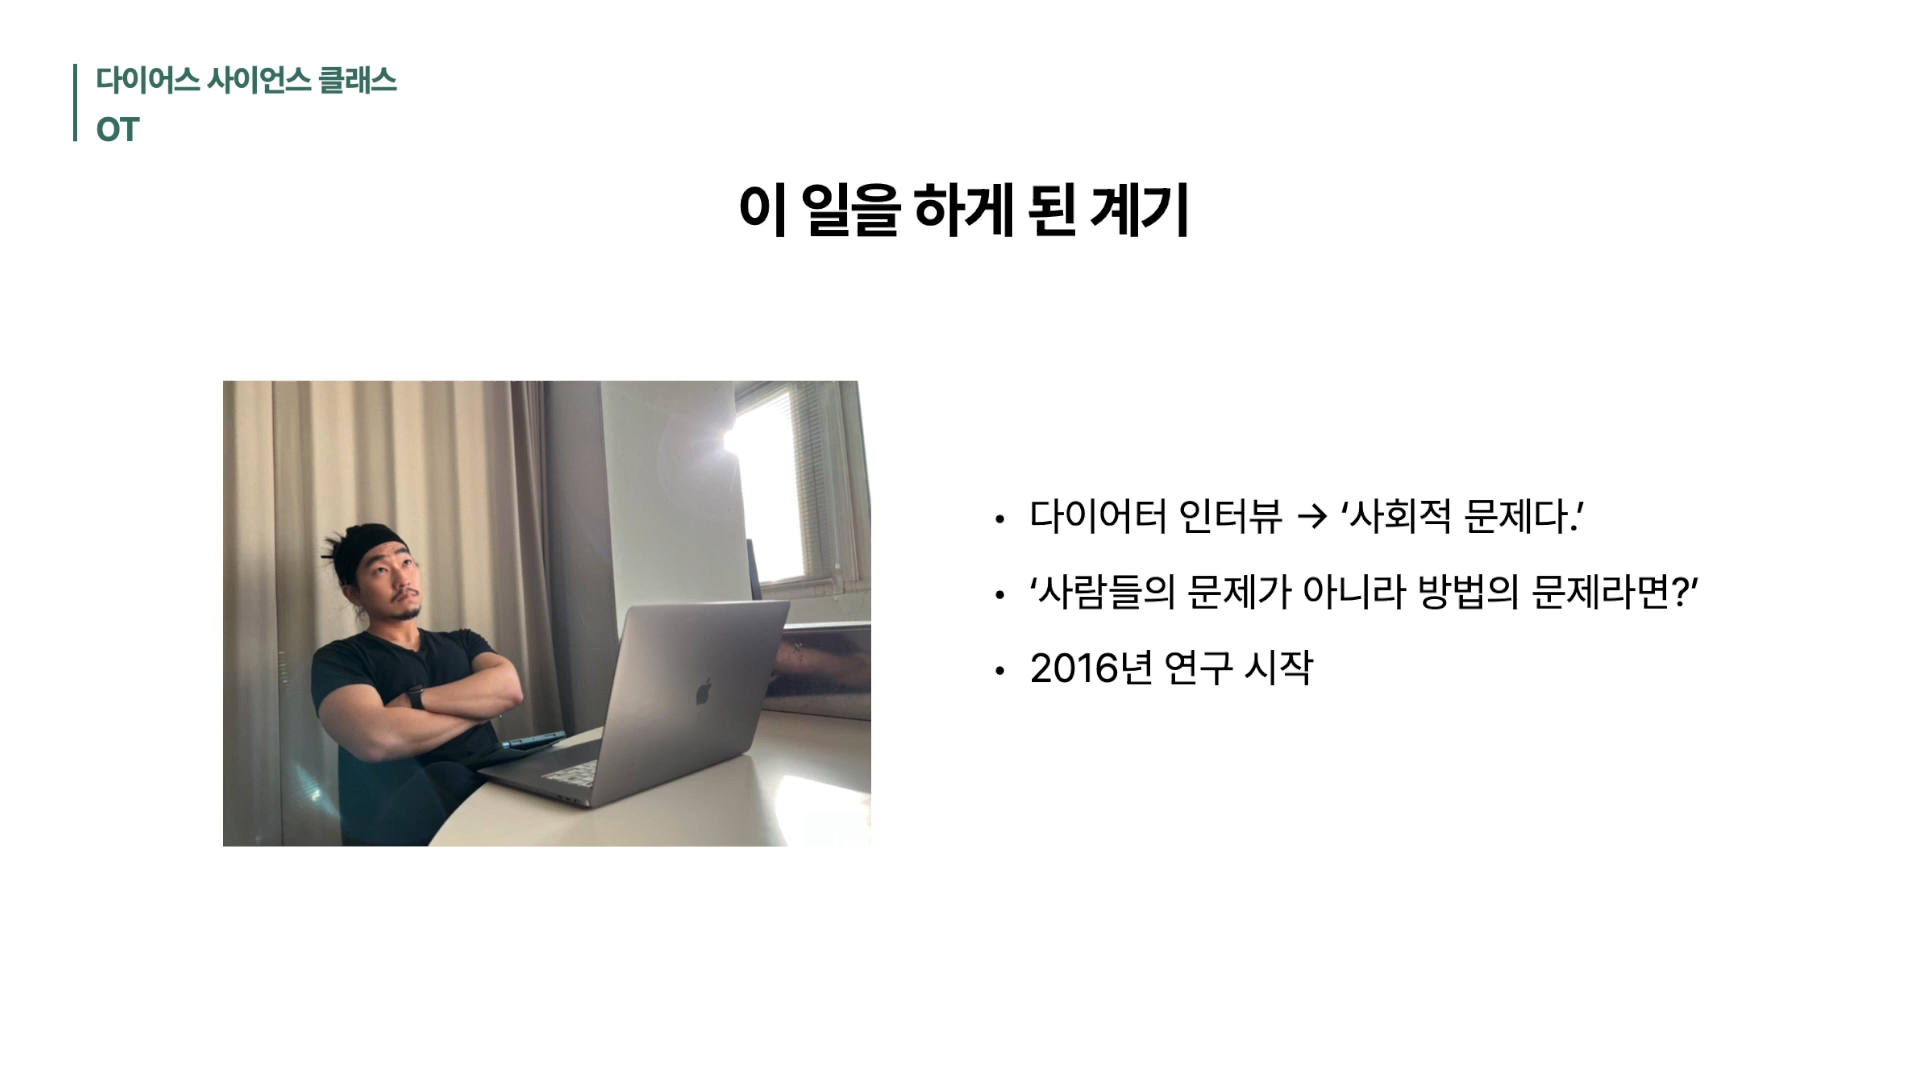 다이어스 사이언스 클래스
OT
이 일을 하게 된 계기
• 다이어터 인터뷰 → ‘사회적 문제다.’
• ‘사람들의 문제가 아니라 방법의 문제라면?’
• 2016년 연구 시작